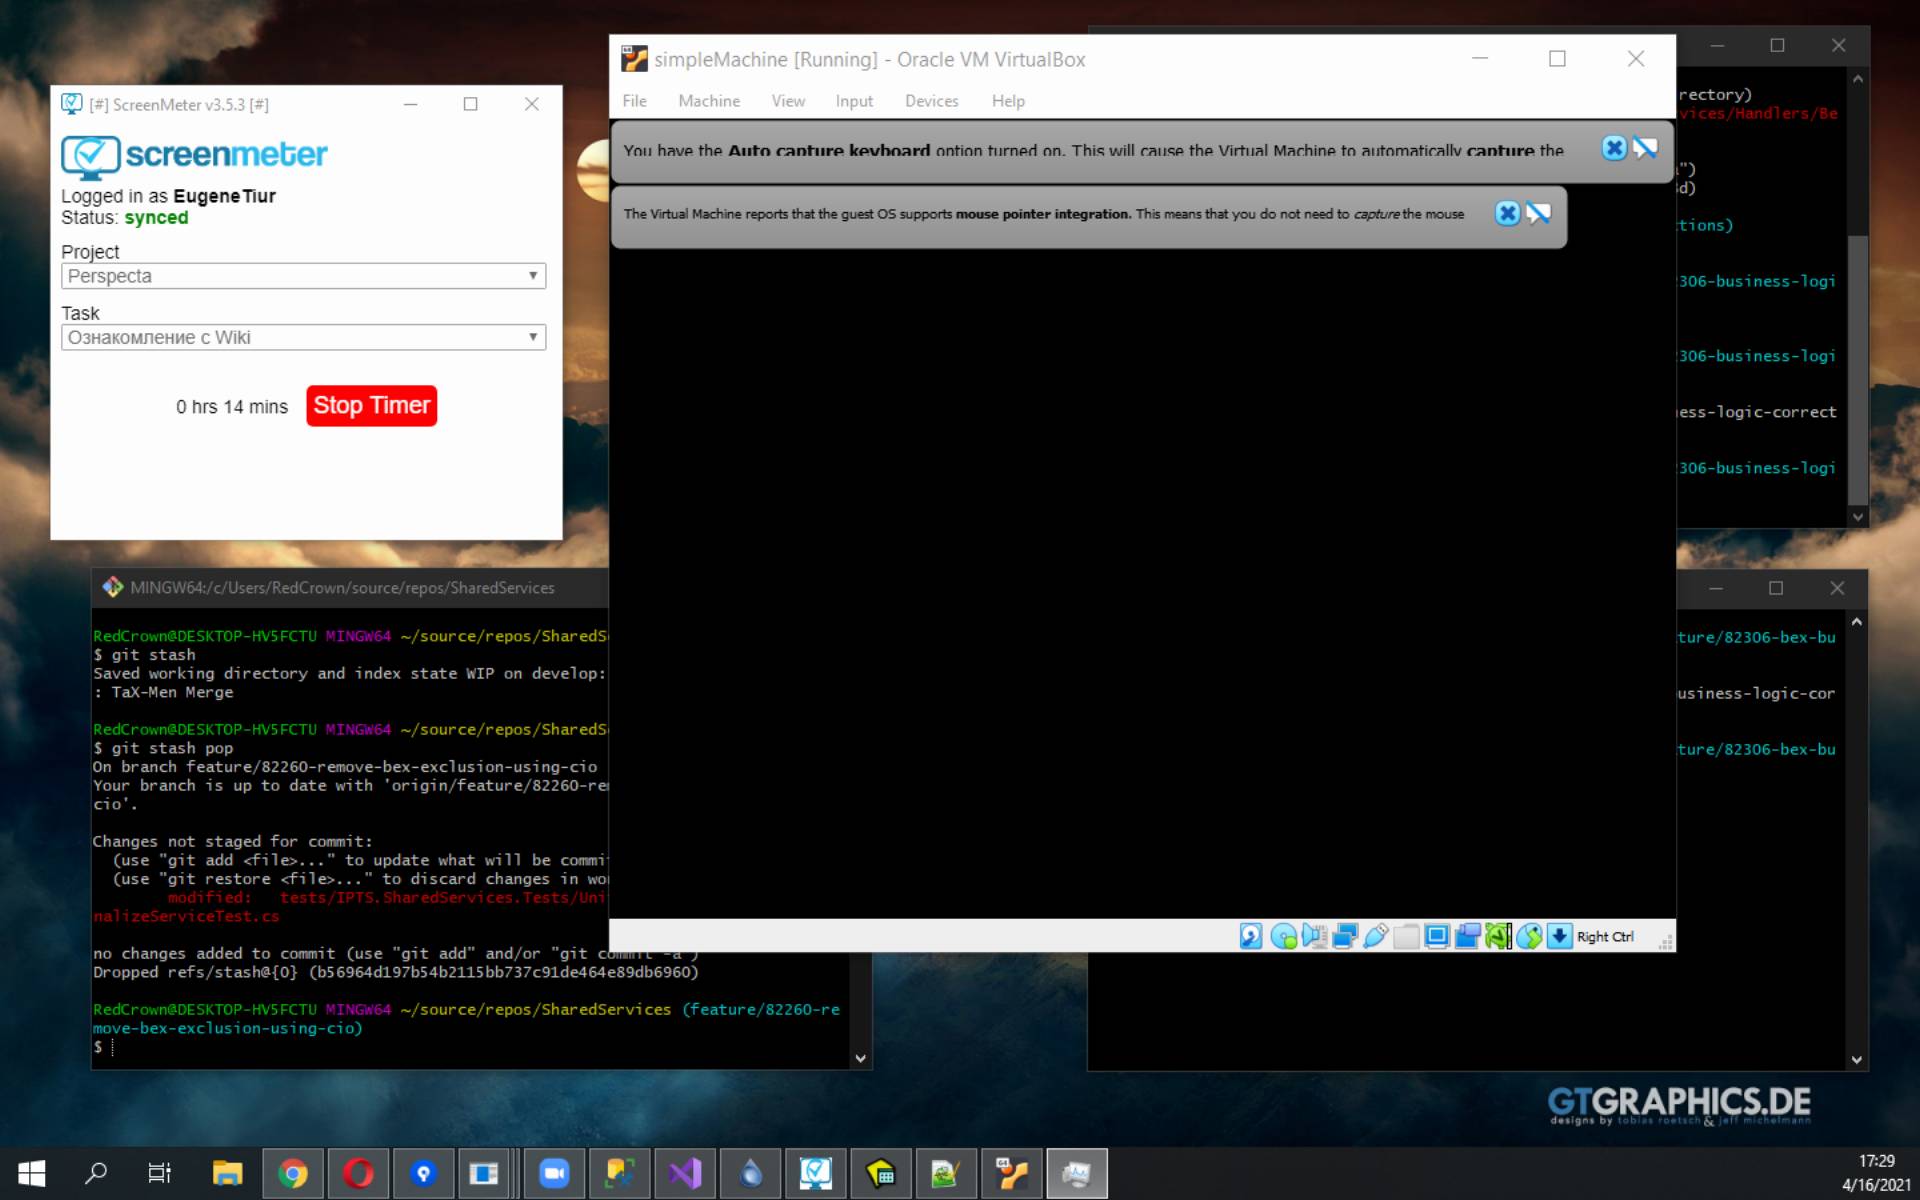 [#] ScreenMeter v3.5.3 [#]
screenmeter
Logged in as EugeneTiur
Status: synced
Project
Perspecta
Task
Ознакомление с Wiki
0 hrs 14 mins
Stop Timer
simpleMachine [Running] - Oracle VM VirtualBox
File Machine View Input Devices Help
You have the Auto capture keyboard option turned on. This will cause the Virtual Machine to automatically capture the
The Virtual Machine reports that the guest OS supports mouse pointer integration. This means that you do not need to capture the mouse
Right Ctrl
rectory)
vices/Handlers/Be
")
d)
tions)
306-business-logi
306-business-logi
ess-logic-correct
306-business-logi
MINGW64:/c/Users/RedCrown/source/repos/SharedServices
RedCrown@DESKTOP-HV5FCTU MINGW64 ~/source/repos/SharedS
$ git stash
Saved working directory and index state WIP on develop:
: TaX-Men Merge
RedCrown@DESKTOP-HV5FCTU MINGW64 ~/source/repos/SharedS
$ git stash pop
On branch feature/82260-remove-bex-exclusion-using-cio
Your branch is up to date with 'origin/feature/82260-re
cio'.
Changes not staged for commit:
(use "git add <file>..." to update what will be commi
(use "git restore <file>..." to discard changes in wo
modified: tests/IPTS.SharedServices.Tests/Uni
nalizeServiceTest.cs
no changes added to commit (use "git add" and/or "git commit -a")
Dropped refs/stash@{0} (b56964d197b54b2115bb737c91de464e89db6960)
RedCrown@DESKTOP-HV5FCTU MINGW64 ~/source/repos/SharedServices (feature/82260-re
move-bex-exclusion-using-cio)
$
ture/82306-bex-bu
usiness-logic-cor
ture/82306-bex-bu
GTGRAPHICS.DE
designs by tobias roetsch & jeff michelmann
17:29
4/16/2021